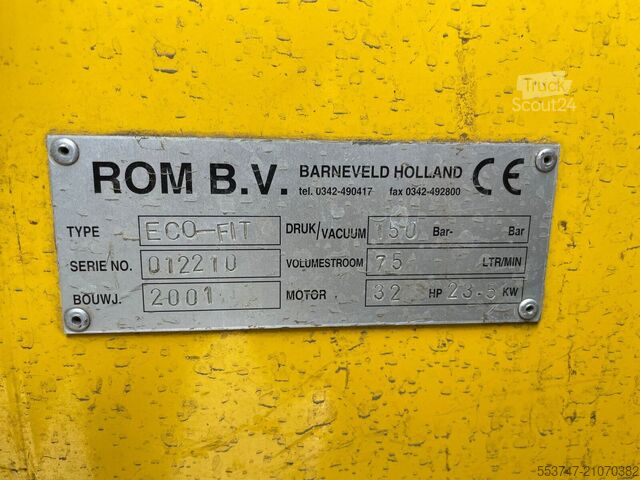 Truck
Scout24
ROM B.V. BARNEVELD HOLLAND CE
tel. 0342-490417 fax 0342-492800
TYPE ECO-FIT DRUK/VACUUM 150 Bar- Bar
SERIE NO. 012210 VOLUMESTROOM 75 LTR/MIN
BOUWJ. 2001 MOTOR 32 HP 23.5 KW
553747-21070382